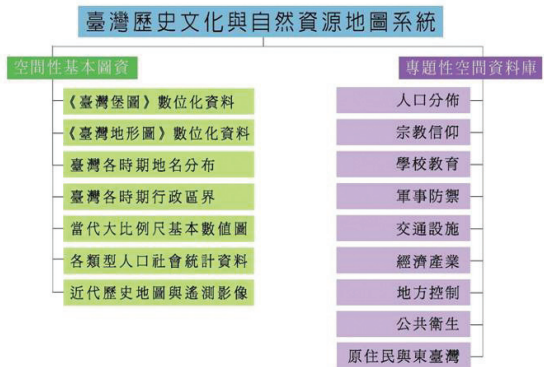 臺灣歷史文化與自然資源地圖系統
空間性基本圖資
《臺灣堡圖》數位化資料
《臺灣地形圖》數位化資料
臺灣各時期地名分布
臺灣各時期行政區界
當代大比例尺基本數值圖
各類型人口社會統計資料
近代歷史地圖與遙測影像
專題性空間資料庫
人口分佈
宗教信仰
學校教育
軍事防禦
交通設施
經濟產業
地方控制
公共衛生
原住民與東臺灣